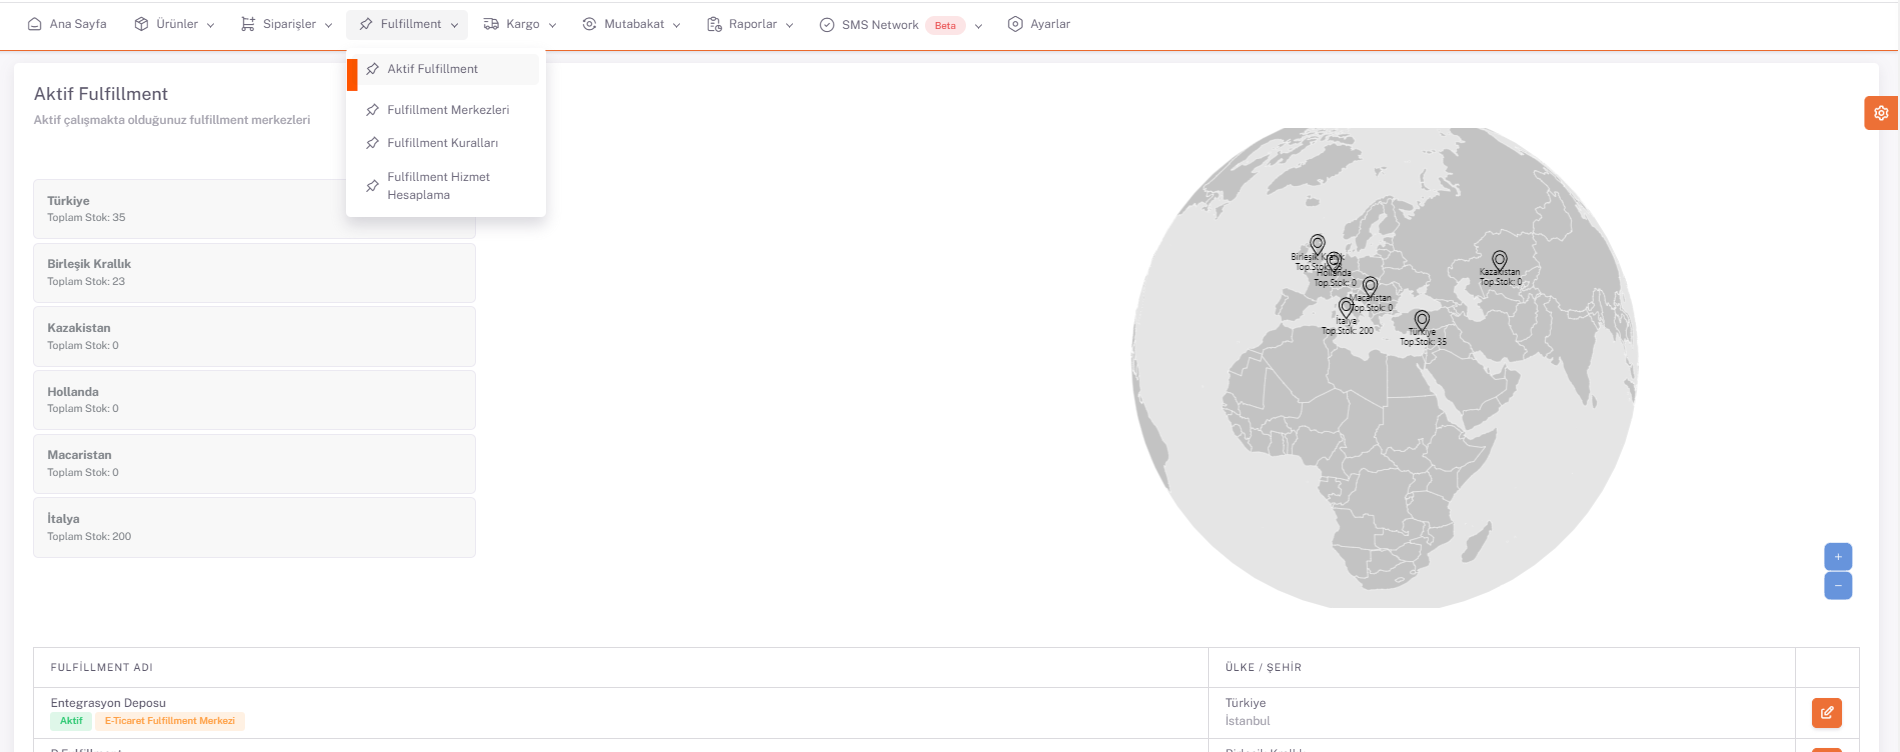 Ana Sayfa
Ürünler
Siparişler
Fulfillment
Kargo
Mutabakat
Raporlar
SMS Network Beta
Ayarlar
Aktif Fulfillment
Fulfillment Merkezleri
Fulfillment Kuralları
Fulfillment Hizmet
Hesaplama
Aktif Fulfillment
Aktif çalışmakta olduğunuz fulfillment merkezleri
Türkiye
Toplam Stok: 35
Birleşik Krallık
Toplam Stok: 23
Kazakistan
Toplam Stok: 0
Hollanda
Toplam Stok: 0
Macaristan
Toplam Stok: 0
İtalya
Toplam Stok: 200
Birleşik Krallık
Top.Stok: 23
Hollanda
Top.Stok: 0
Macaristan
Top.Stok: 0
İtalya
Top.Stok: 200
Türkiye
Top.Stok: 35
Kazakistan
Top.Stok: 0
+
−
FULFİLLMENT ADI
ÜLKE / ŞEHİR
Entegrasyon Deposu
Aktif E-Ticaret Fulfillment Merkezi
Türkiye
İstanbul